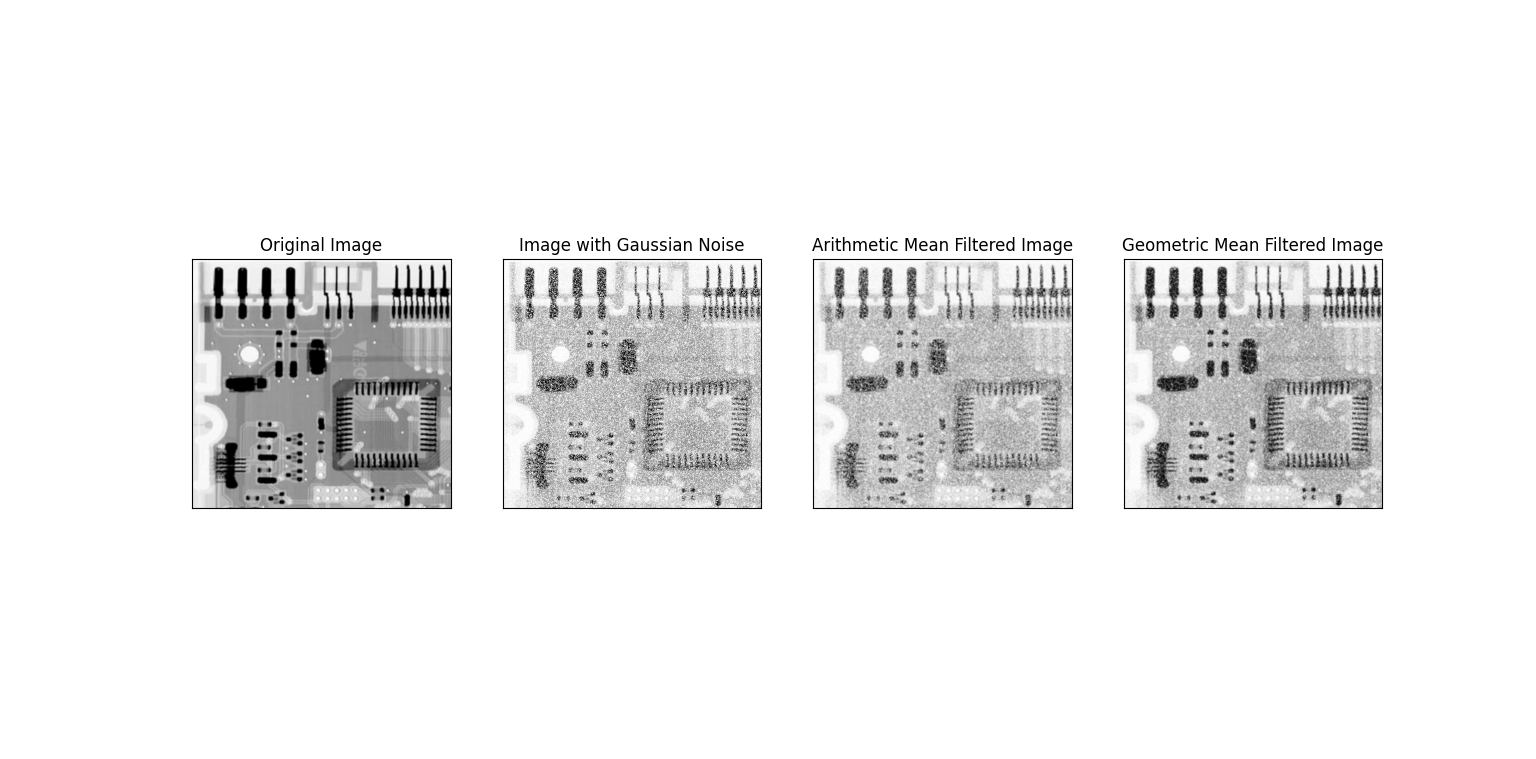 Original Image
Image with Gaussian Noise
Arithmetic Mean Filtered Image
Geometric Mean Filtered Image